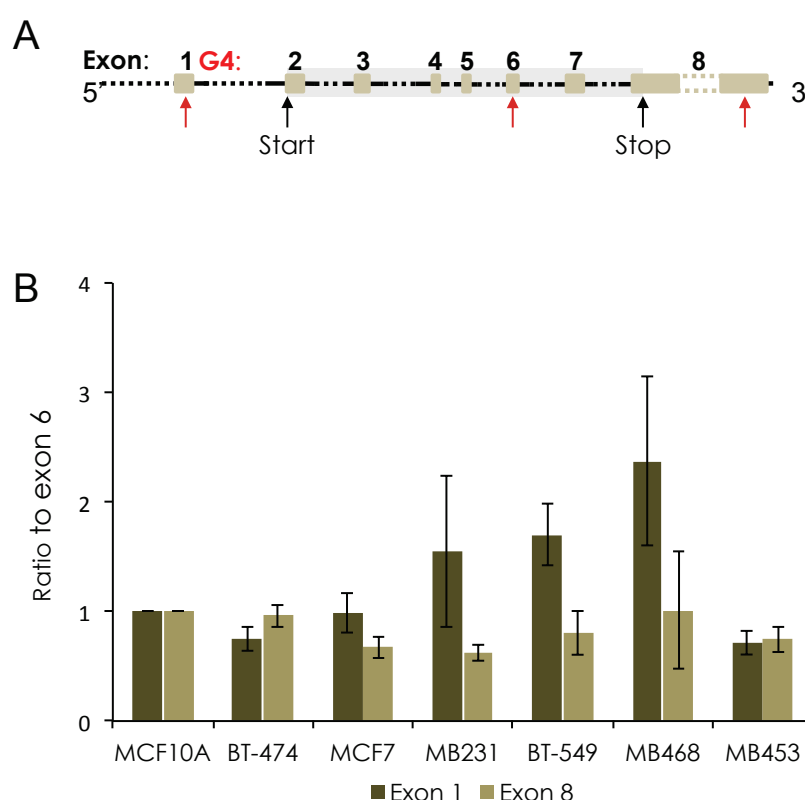 A
Exon: 1 G4: 2 3 4 5 6 7 8
5' 3
Start Stop
B
4
3
2
1
0
Ratio to exon 6
MCF10A BT-474 MCF7 MB231 BT-549 MB468 MB453
Exon 1 Exon 8